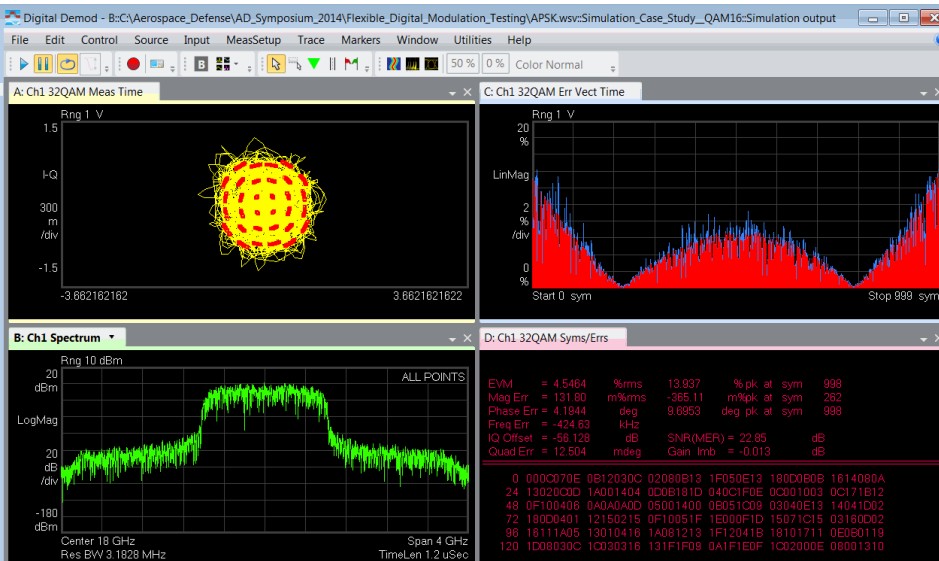 Digital Demod - B::C:\Aerospace_Defense\AD_Symposium_2014\Flexible_Digital_Modulation_Testing\APSK.wsv::Simulation_Case_Study__QAM16::Simulation output
File Edit Control Source Input MeasSetup Trace Markers Window Utilities Help
B 50 % 0 % Color Normal
A: Ch1 32QAM Meas Time
Rng 1 V
1.5
I-Q
300
m
/div
-1.5
-3.662162162 3.6621621622
C: Ch1 32QAM Err Vect Time
Rng 1 V
20
%
LinMag
2
%
/div
0
%
Start 0 sym Stop 999 sym
B: Ch1 Spectrum
Rng 10 dBm
ALL POINTS
20
dBm
LogMag
20
dB
/div
-180
dBm
Center 18 GHz Span 4 GHz
Res BW 3.1828 MHz TimeLen 1.2 uSec
D: Ch1 32QAM Syms/Errs
EVM = 4.5464 %rms 13.937 %pk at sym 998
Mag Err = 131.80 m%rms -365.11 m%pk at sym 262
Phase Err = 4.1944 deg 9.6953 deg pk at sym 998
Freq Err = -424.63 kHz
IQ Offset = -56.128 dB SNR(MER) = 22.85 dB
Quad Err = 12.504 mdeg Gain Imb = -0.013 dB
0 000C070E 0B12030C 02080B13 1F050E13 180D0B0B 1614080A
24 13020C0D 1A001404 0D0B181D 040C1F0E 0C001003 0C171B12
48 0F100406 0A0A0A0D 05001400 0B051C09 03040E13 14041D02
72 180D0401 12150215 0F10051F 1E000F1D 15071C15 03160D02
96 16111A05 13010416 1A081213 1F12041B 18101711 0E0B0119
120 1D08030C 1C030316 131F1F09 0A1F1E0F 1C02000E 08001310